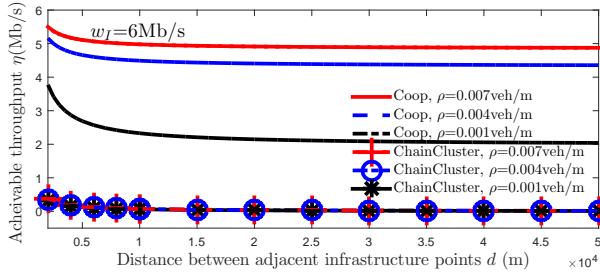 6
5
4
3
2
1
0
Acheivable throughput η(Mb/s)
w_I=6Mb/s
Coop, ρ=0.007veh/m
Coop, ρ=0.004veh/m
Coop, ρ=0.001veh/m
ChainCluster, ρ=0.007veh/m
ChainCluster, ρ=0.004veh/m
ChainCluster, ρ=0.001veh/m
0.5 1 1.5 2 2.5 3 3.5 4 4.5 5
Distance between adjacent infrastructure points d (m)
×10⁴